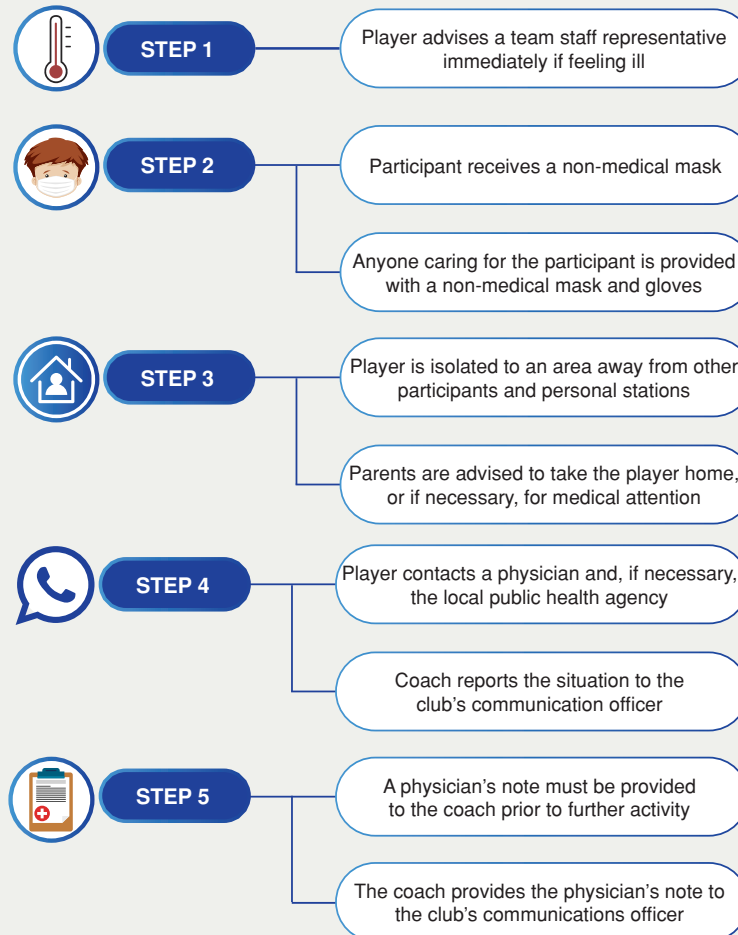 STEP 1
Player advises a team staff representative
immediately if feeling ill
STEP 2
Participant receives a non-medical mask
Anyone caring for the participant is provided
with a non-medical mask and gloves
STEP 3
Player is isolated to an area away from other
participants and personal stations
Parents are advised to take the player home,
or if necessary, for medical attention
STEP 4
Player contacts a physician and, if necessary,
the local public health agency
Coach reports the situation to the
club's communication officer
STEP 5
A physician's note must be provided
to the coach prior to further activity
The coach provides the physician's note to
the club's communications officer